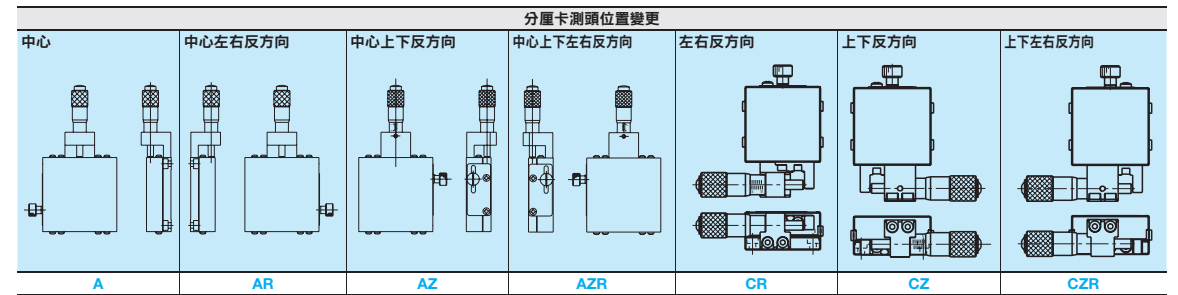 分厘卡測頭位置變更
中心
中心左右反方向
中心上下反方向
中心上下左右反方向
左右反方向
上下反方向
上下左右反方向
A
AR
AZ
AZR
CR
CZ
CZR